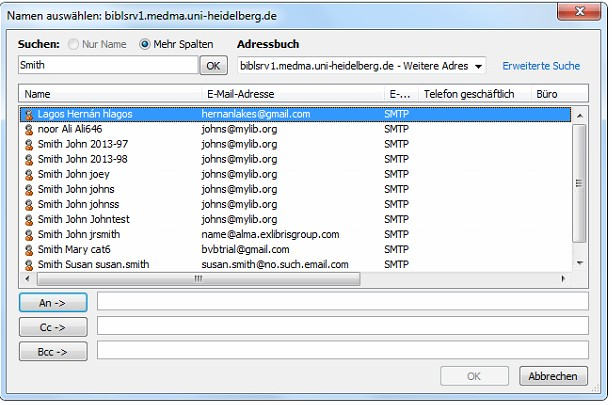 Namen auswählen: biblsrv1.medma.uni-heidelberg.de
Suchen: Nur Name Mehr Spalten Adressbuch
Smith OK biblsrv1.medma.uni-heidelberg.de - Weitere Adres Erweiterte Suche
Name E-Mail-Adresse E-... Telefon geschäftlich Büro
Lagos Hernán hlagos hernanlakes@gmail.com SMTP
noor Ali Ali646 johns@mylib.org SMTP
Smith John 2013-97 johns@mylib.org SMTP
Smith John 2013-98 johns@mylib.org SMTP
Smith John joey johns@mylib.org SMTP
Smith John johns johns@mylib.org SMTP
Smith John johnss johns@mylib.org SMTP
Smith John Johntest johns@mylib.org SMTP
Smith John jrsmith name@alma.exlibrisgroup.com SMTP
Smith Mary cat6 bvbtrial@gmail.com SMTP
Smith Susan susan.smith susan.smith@no.such.email.com SMTP
An ->
Cc ->
Bcc ->
OK Abbrechen